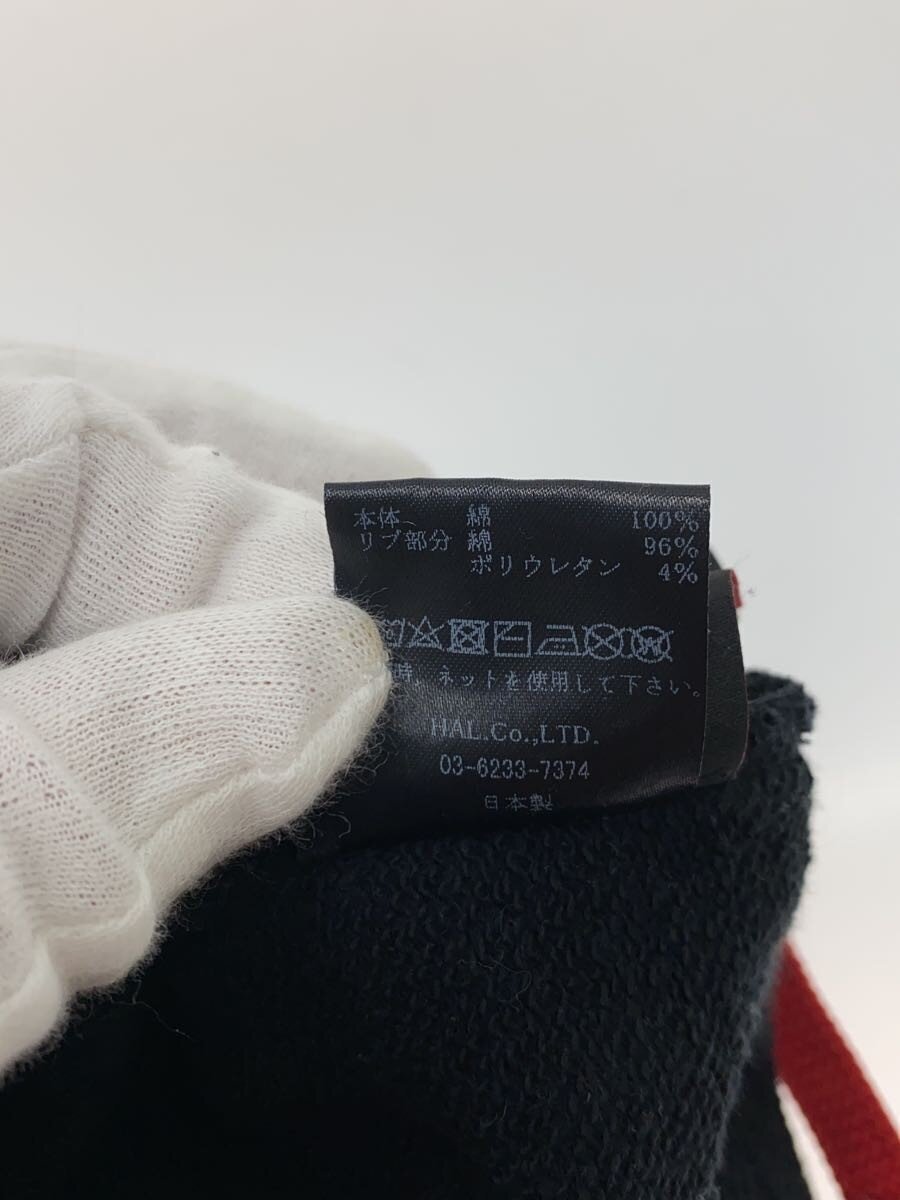 本体 綿 100%
リブ部分 綿 96%
ポリウレタン 4%
時、ネットを使用して下さい。
HAL.Co.,LTD.
03-6233-7374
日本製